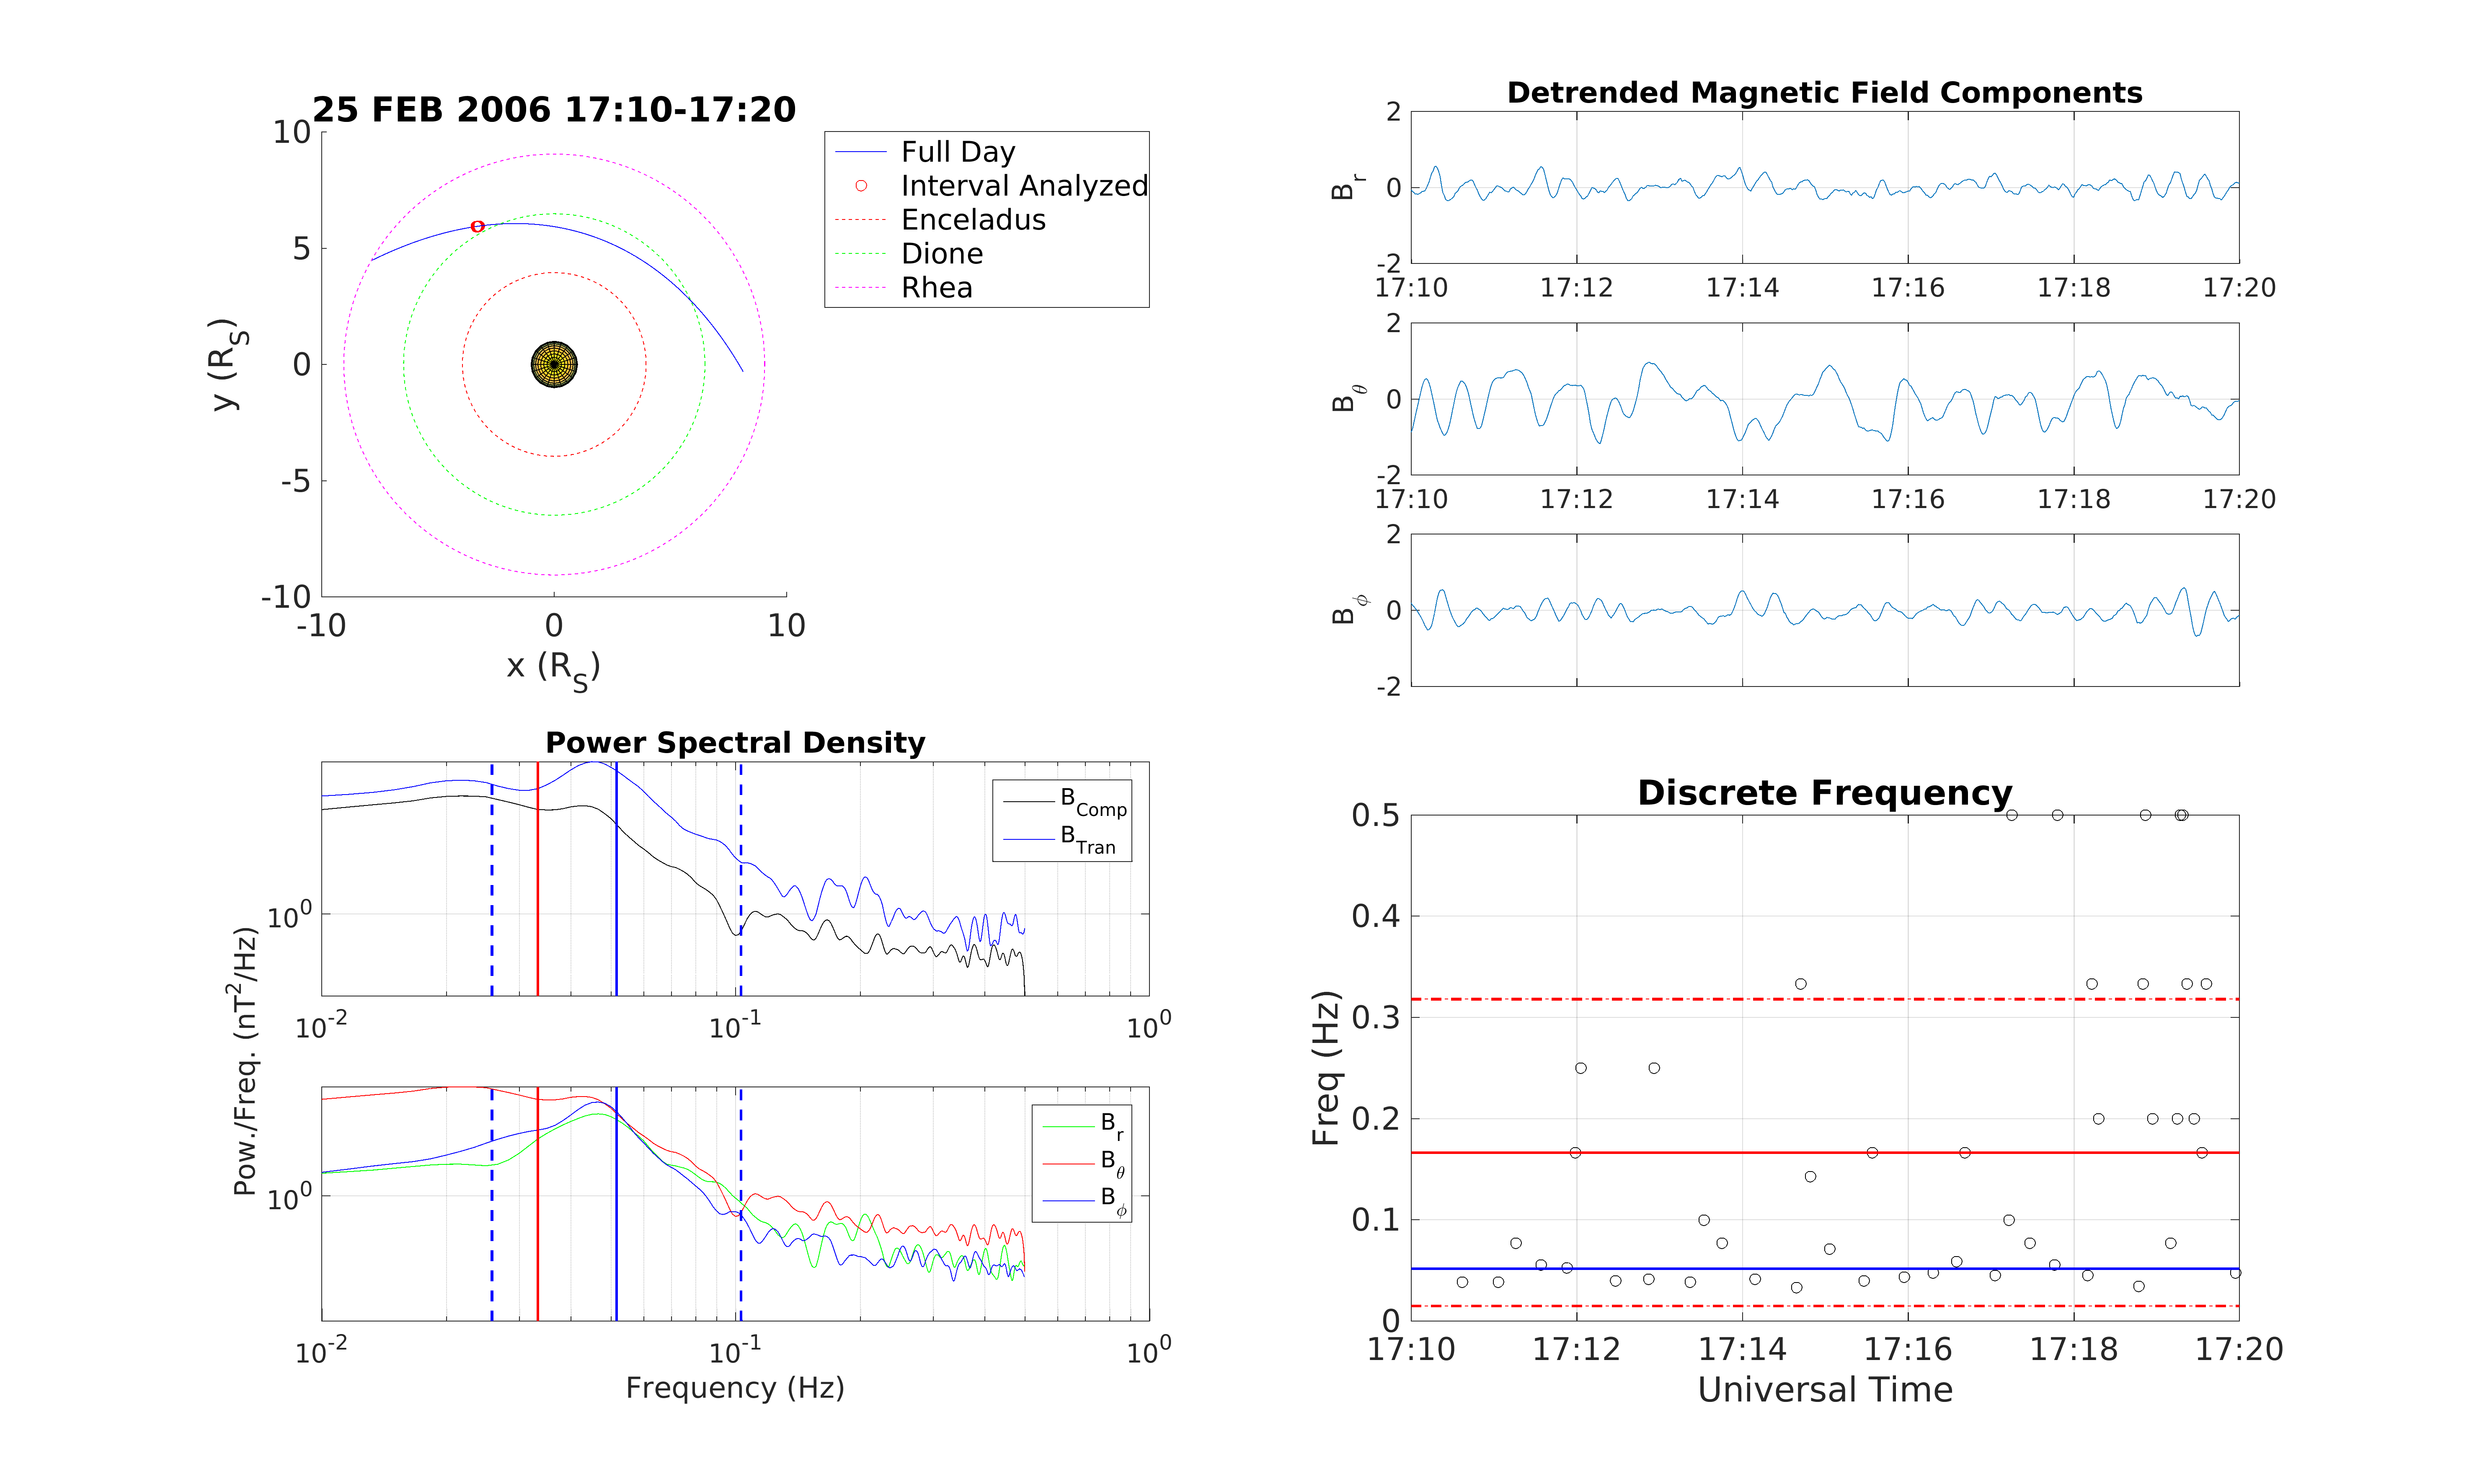 25 FEB 2006 17:10-17:20
10
5
0
-5
-10
-10
0
10
y (R_S)
x (R_S)
Full Day
Interval Analyzed
Enceladus
Dione
Rhea
Detrended Magnetic Field Components
2
0
-2
B_r
17:10
17:12
17:14
17:16
17:18
17:20
2
0
-2
B_θ
17:10
17:12
17:14
17:16
17:18
17:20
2
0
-2
B_ϕ
Power Spectral Density
10^0
B_Comp
B_Tran
10^-2
10^-1
10^0
Pow./Freq. (nT^2/Hz)
10^0
B_r
B_θ
B_ϕ
10^-2
10^-1
10^0
Frequency (Hz)
Discrete Frequency
0.5
0.4
0.3
0.2
0.1
0
Freq (Hz)
17:10
17:12
17:14
17:16
17:18
17:20
Universal Time